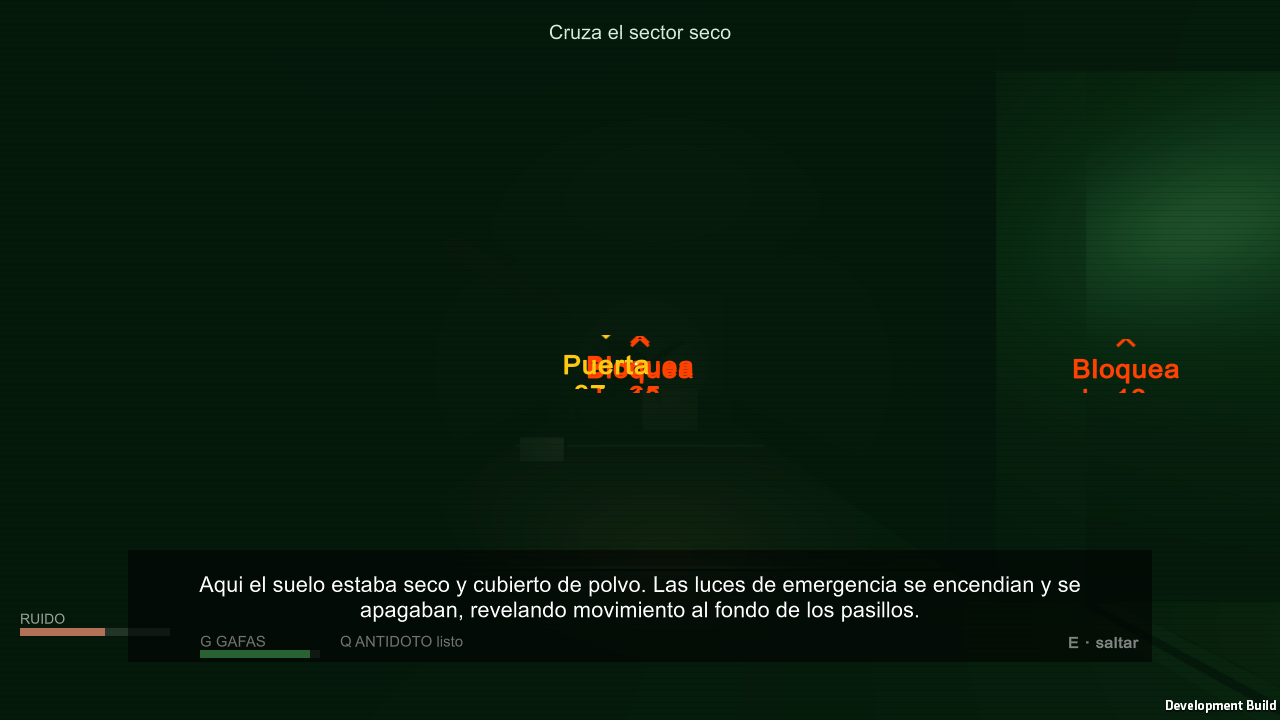 Cruza el sector seco
Puerta
Bloquea
Bloquea
Aqui el suelo estaba seco y cubierto de polvo. Las luces de emergencia se encendian y se
apagaban, revelando movimiento al fondo de los pasillos.
RUIDO
G GAFAS
Q ANTIDOTO listo
E · saltar
Development Build